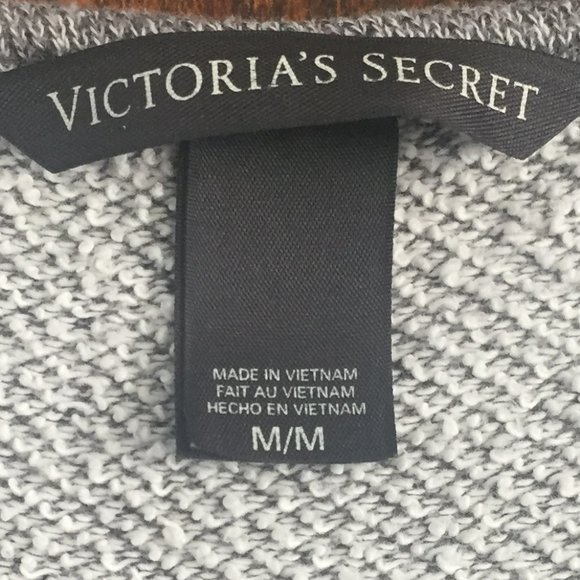 VICTORIA'S SECRET
MADE IN VIETNAM
FAIT AU VIETNAM
HECHO EN VIETNAM
M/M